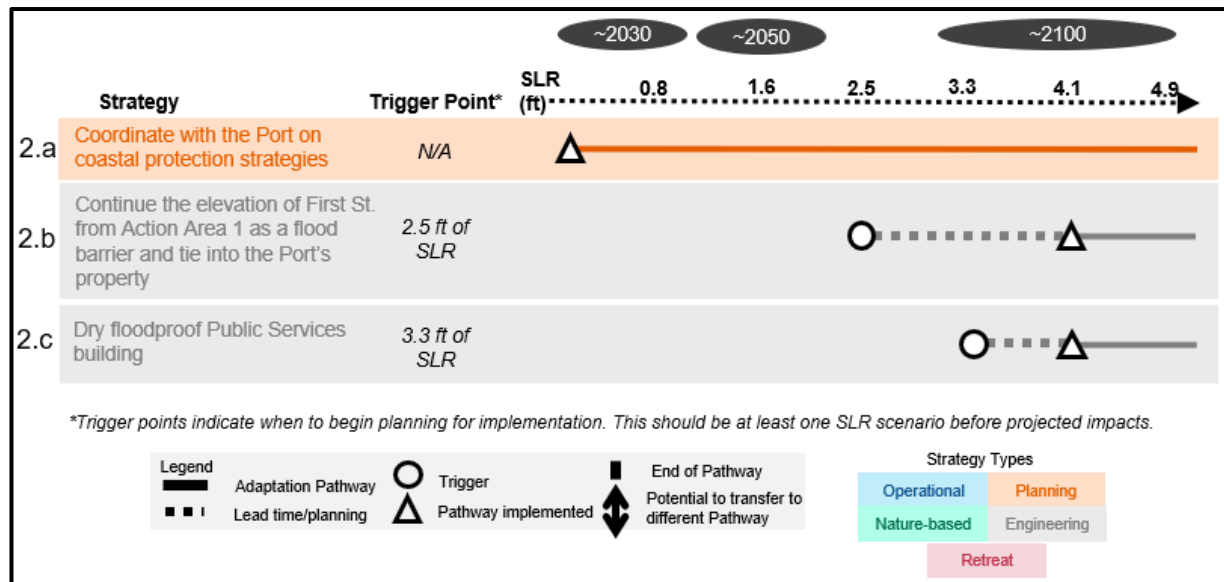 ~2030
~2050
~2100
Strategy
Trigger Point*
SLR
(ft)
0.8
1.6
2.5
3.3
4.1
4.9
2.a
Coordinate with the Port on
coastal protection strategies
N/A
2.b
Continue the elevation of First St.
from Action Area 1 as a flood
barrier and tie into the Port's
property
2.5 ft of
SLR
2.c
Dry floodproof Public Services
building
3.3 ft of
SLR
*Trigger points indicate when to begin planning for implementation. This should be at least one SLR scenario before projected impacts.
Legend
Adaptation Pathway
Lead time/planning
Trigger
Pathway implemented
End of Pathway
Potential to transfer to
different Pathway
Strategy Types
Operational
Planning
Nature-based
Engineering
Retreat